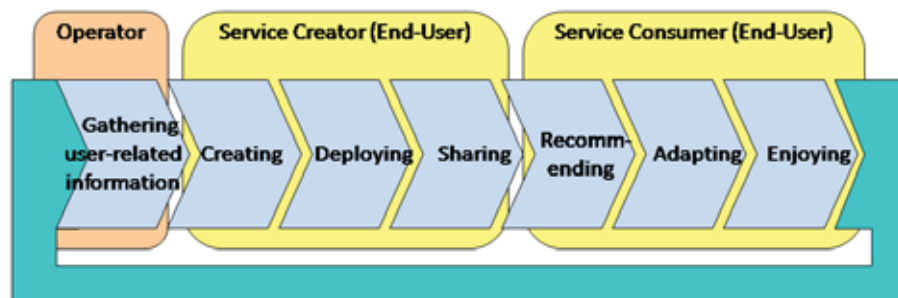 Operator
Service Creator (End-User)
Service Consumer (End-User)
Gathering
user-related
information
Creating
Deploying
Sharing
Recomm-
ending
Adapting
Enjoying